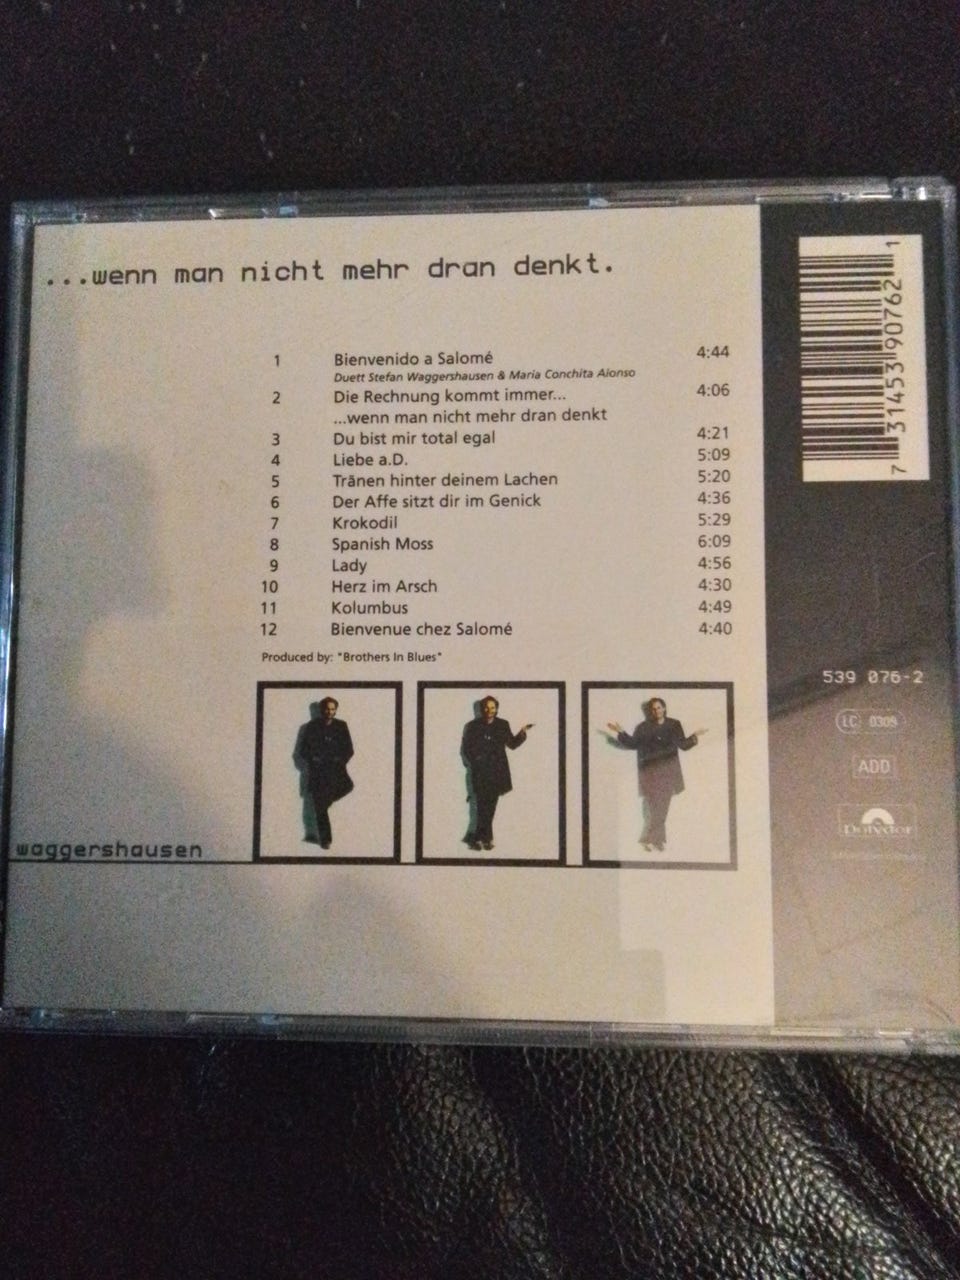 ...wenn man nicht mehr dran denkt.
1 Bienvenido a Salomé 4:44
Duett Stefan Waggershausen & Maria Conchita Alonso
2 Die Rechnung kommt immer... 4:06
...wenn man nicht mehr dran denkt
3 Du bist mir total egal 4:21
4 Liebe a.D. 5:09
5 Tränen hinter deinem Lachen 5:20
6 Der Affe sitzt dir im Genick 4:36
7 Krokodil 5:29
8 Spanish Moss 6:09
9 Lady 4:56
10 Herz im Arsch 4:30
11 Kolumbus 4:49
12 Bienvenue chez Salomé 4:40
Produced by: "Brothers In Blues"
waggershausen
7 31453 90762 1
539 076-2
LC 0309
ADD
Polydor